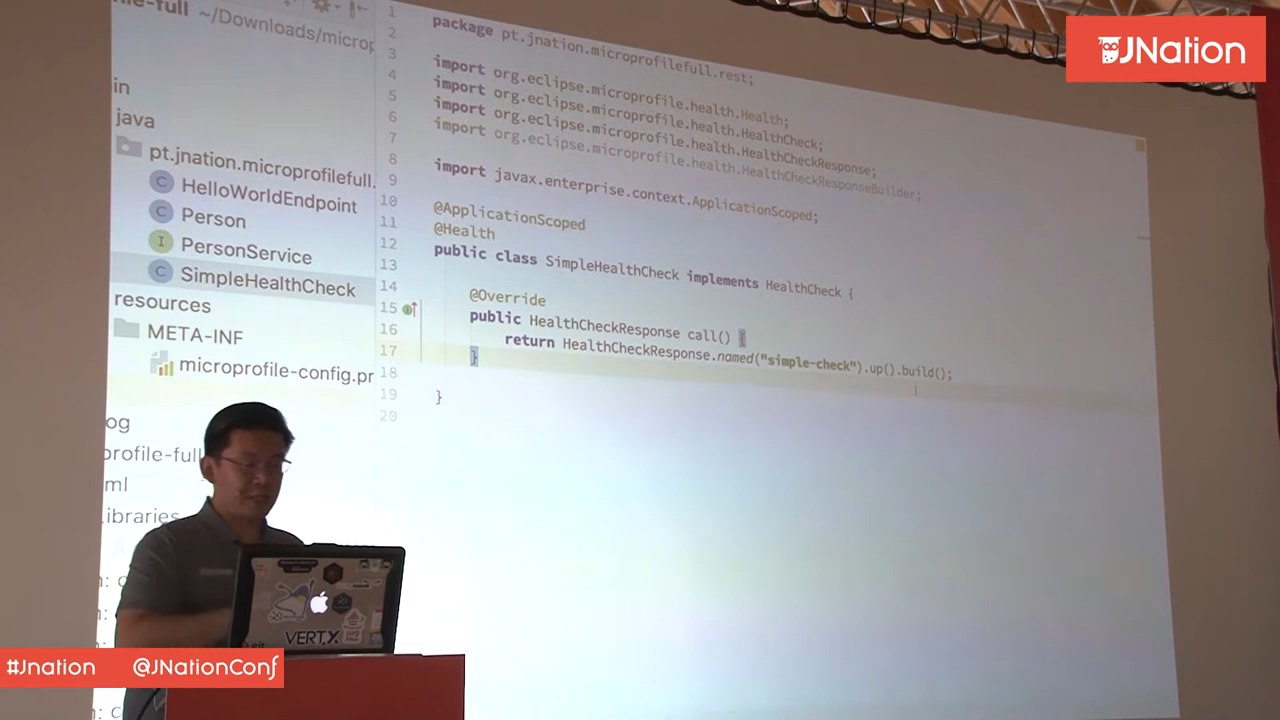 file-full ~/Downloads/microp
in
java
pt.jnation.microprofilefull.
HelloWorldEndpoint
Person
PersonService
SimpleHealthCheck
resources
META-INF
microprofile-config.pr
og
profile-full
ml
ibraries
1
2
3
4
5
6
7
8
9
10
11
12
13
14
15
16
17
18
19
20
package pt.jnation.microprofilefull.rest;
import org.eclipse.microprofile.health.Health;
import org.eclipse.microprofile.health.HealthCheck;
import org.eclipse.microprofile.health.HealthCheckResponse;
import org.eclipse.microprofile.health.HealthCheckResponseBuilder;
import javax.enterprise.context.ApplicationScoped;
@ApplicationScoped
@Health
public class SimpleHealthCheck implements HealthCheck {
@Override
public HealthCheckResponse call() {
return HealthCheckResponse.named("simple-check").up().build();
}
}
JNation
VERT.X
git
#Jnation @JNationConf